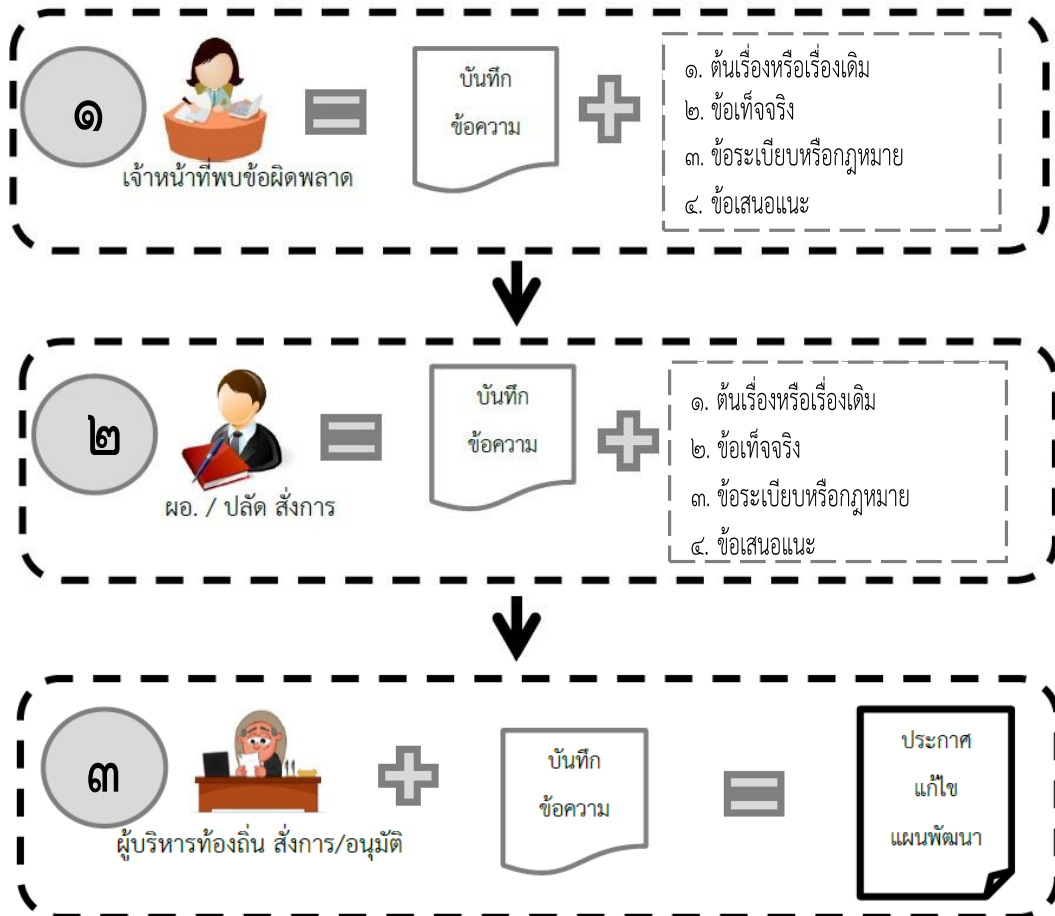 ๑
เจ้าหน้าที่พบข้อผิดพลาด
บันทึก
ข้อความ
๑. ต้นเรื่องหรือเรื่องเดิม
๒. ข้อเท็จจริง
๓. ข้อระเบียบหรือกฎหมาย
๔. ข้อเสนอแนะ
๒
ผอ. / ปลัด สั่งการ
บันทึก
ข้อความ
๑. ต้นเรื่องหรือเรื่องเดิม
๒. ข้อเท็จจริง
๓. ข้อระเบียบหรือกฎหมาย
๔. ข้อเสนอแนะ
๓
ผู้บริหารท้องถิ่น สั่งการ/อนุมัติ
บันทึก
ข้อความ
ประกาศ
แก้ไข
แผนพัฒนา